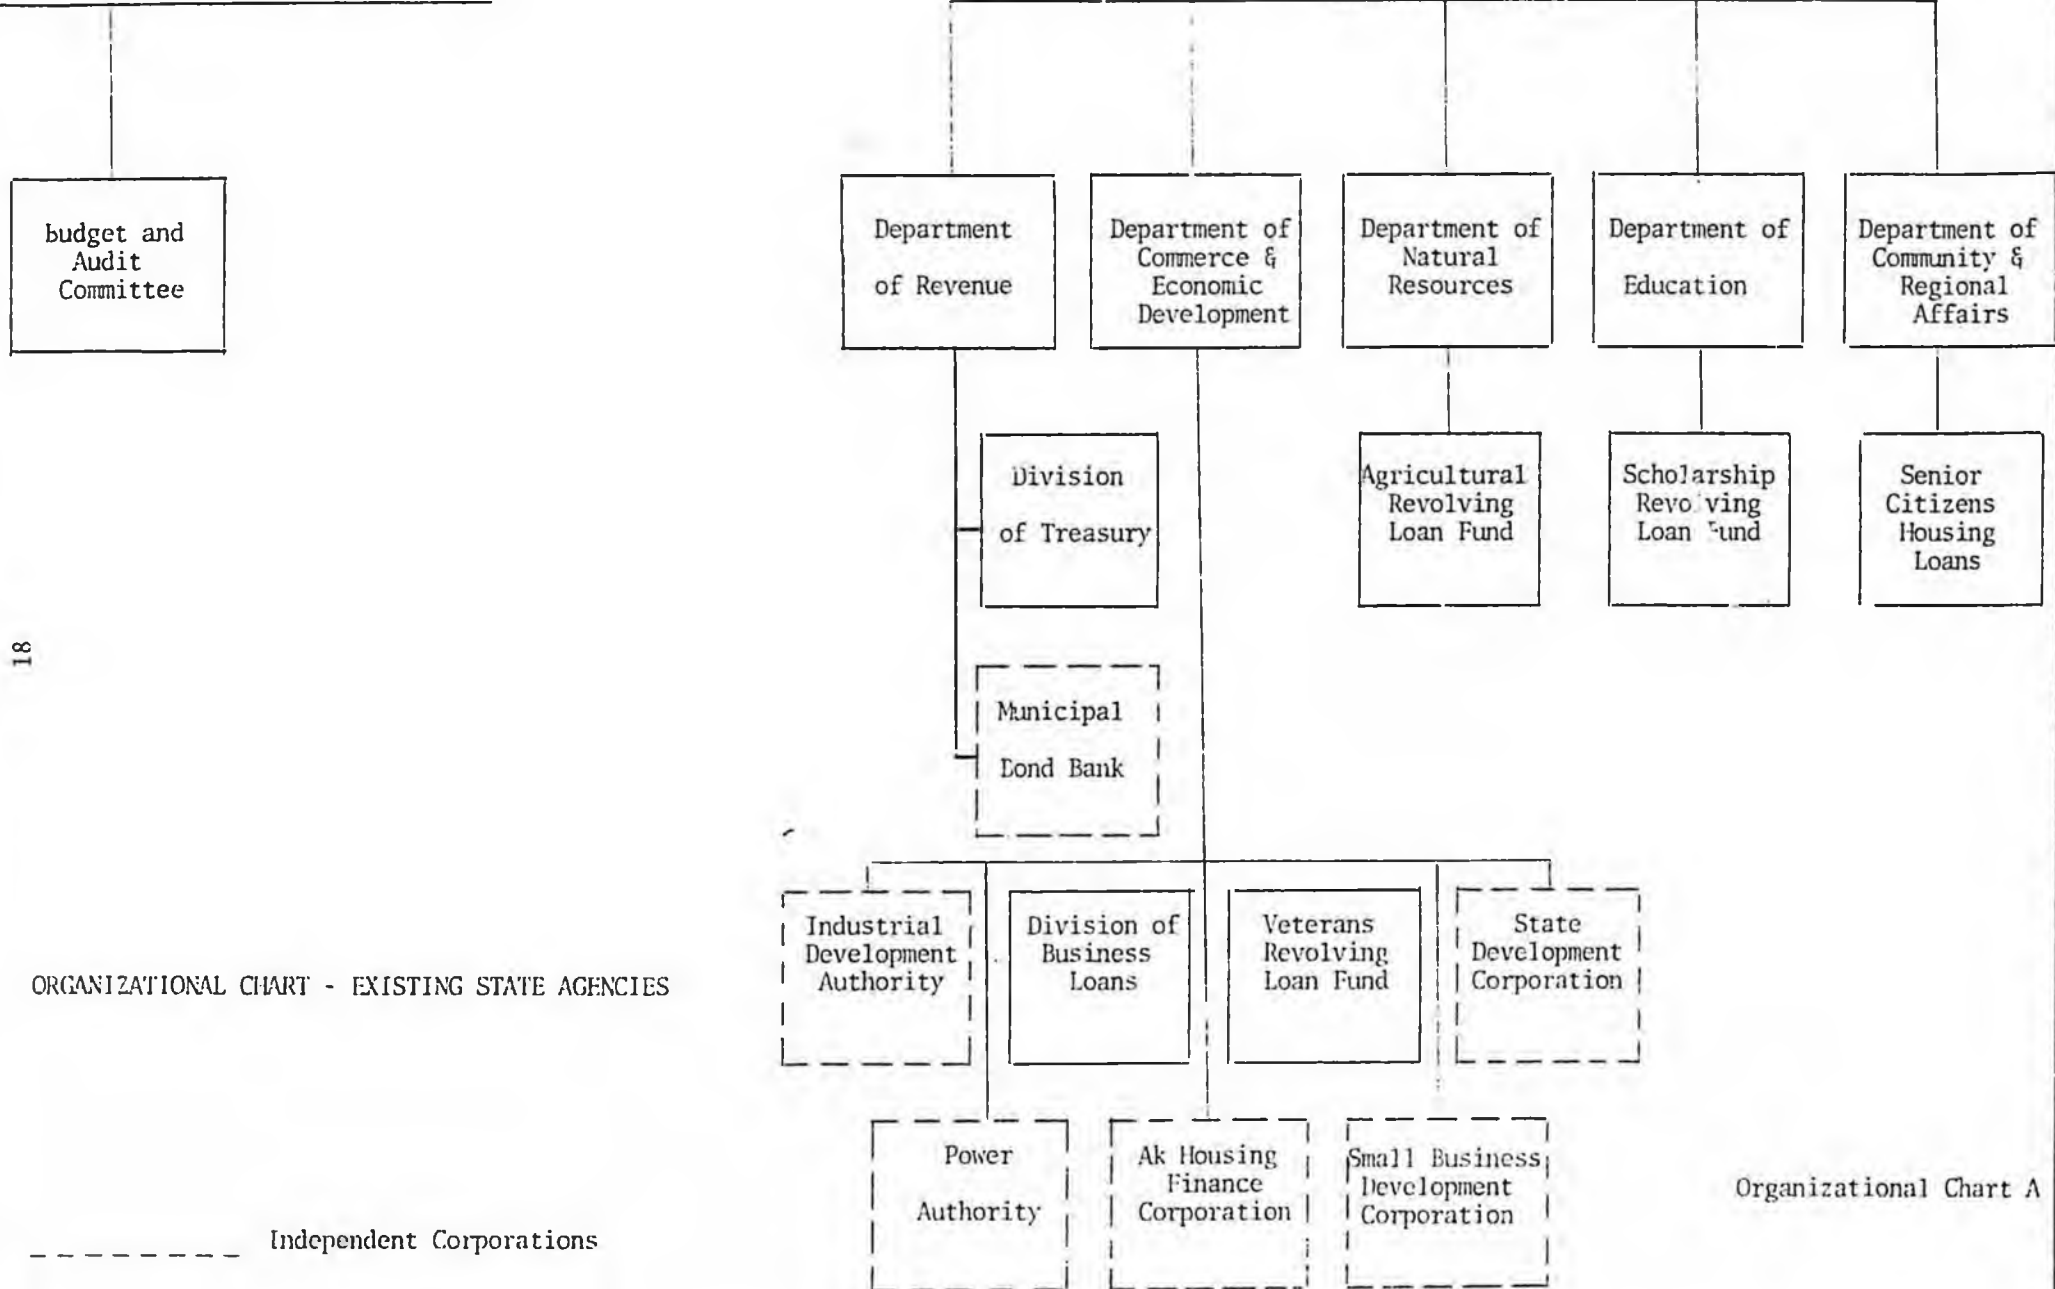 budget and
Audit
Committee
Department
of Revenue
Department of
Commerce &
Economic
Development
Department of
Natural
Resources
Department of
Education
Department of
Community &
Regional
Affairs
Division
of Treasury
Agricultural
Revolving
Loan Fund
Scholarship
Revolving
Loan Fund
Senior
Citizens
Housing
Loans
18
Municipal
Bond Bank
Industrial
Development
Authority
Division of
Business
Loans
Veterans
Revolving
Loan Fund
State
Development
Corporation
ORGANIZATIONAL CHART - EXISTING STATE AGENCIES
Power
Authority
Ak Housing
Finance
Corporation
Small Business
Development
Corporation
Organizational Chart A
Independent Corporations